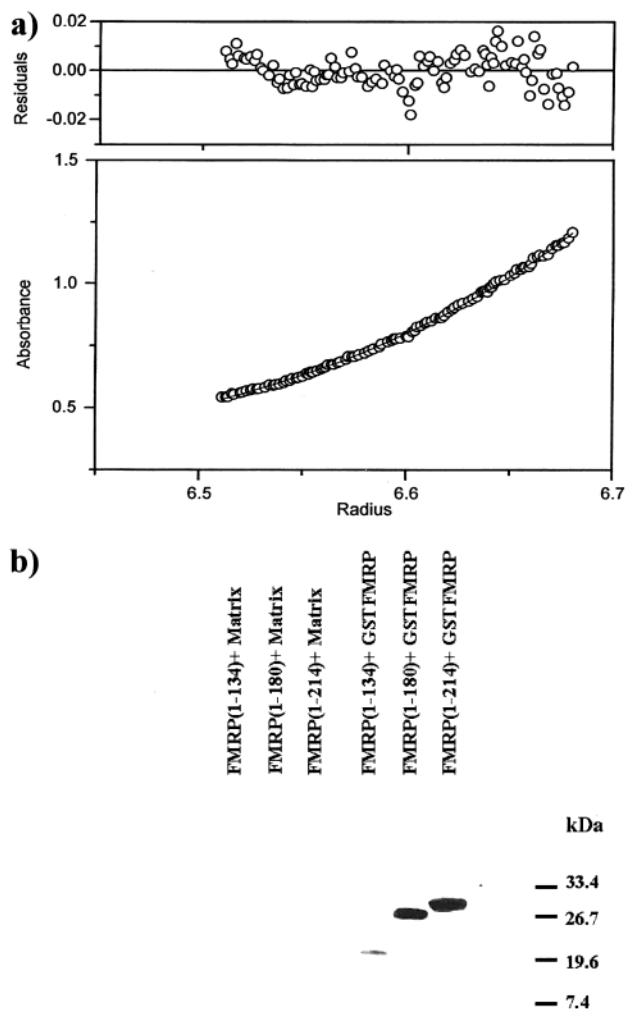 a)
0.02
0.00
-0.02
Residuals
1.5
1.0
0.5
Absorbance
6.5
6.6
6.7
Radius
b)
FMRP(1-134)+ Matrix
FMRP(1-180)+ Matrix
FMRP(1-214)+ Matrix
FMRP(1-134)+ GSTFMRP
FMRP(1-180)+ GSTFMRP
FMRP(1-214)+ GSTFMRP
kDa
33.4
26.7
19.6
7.4